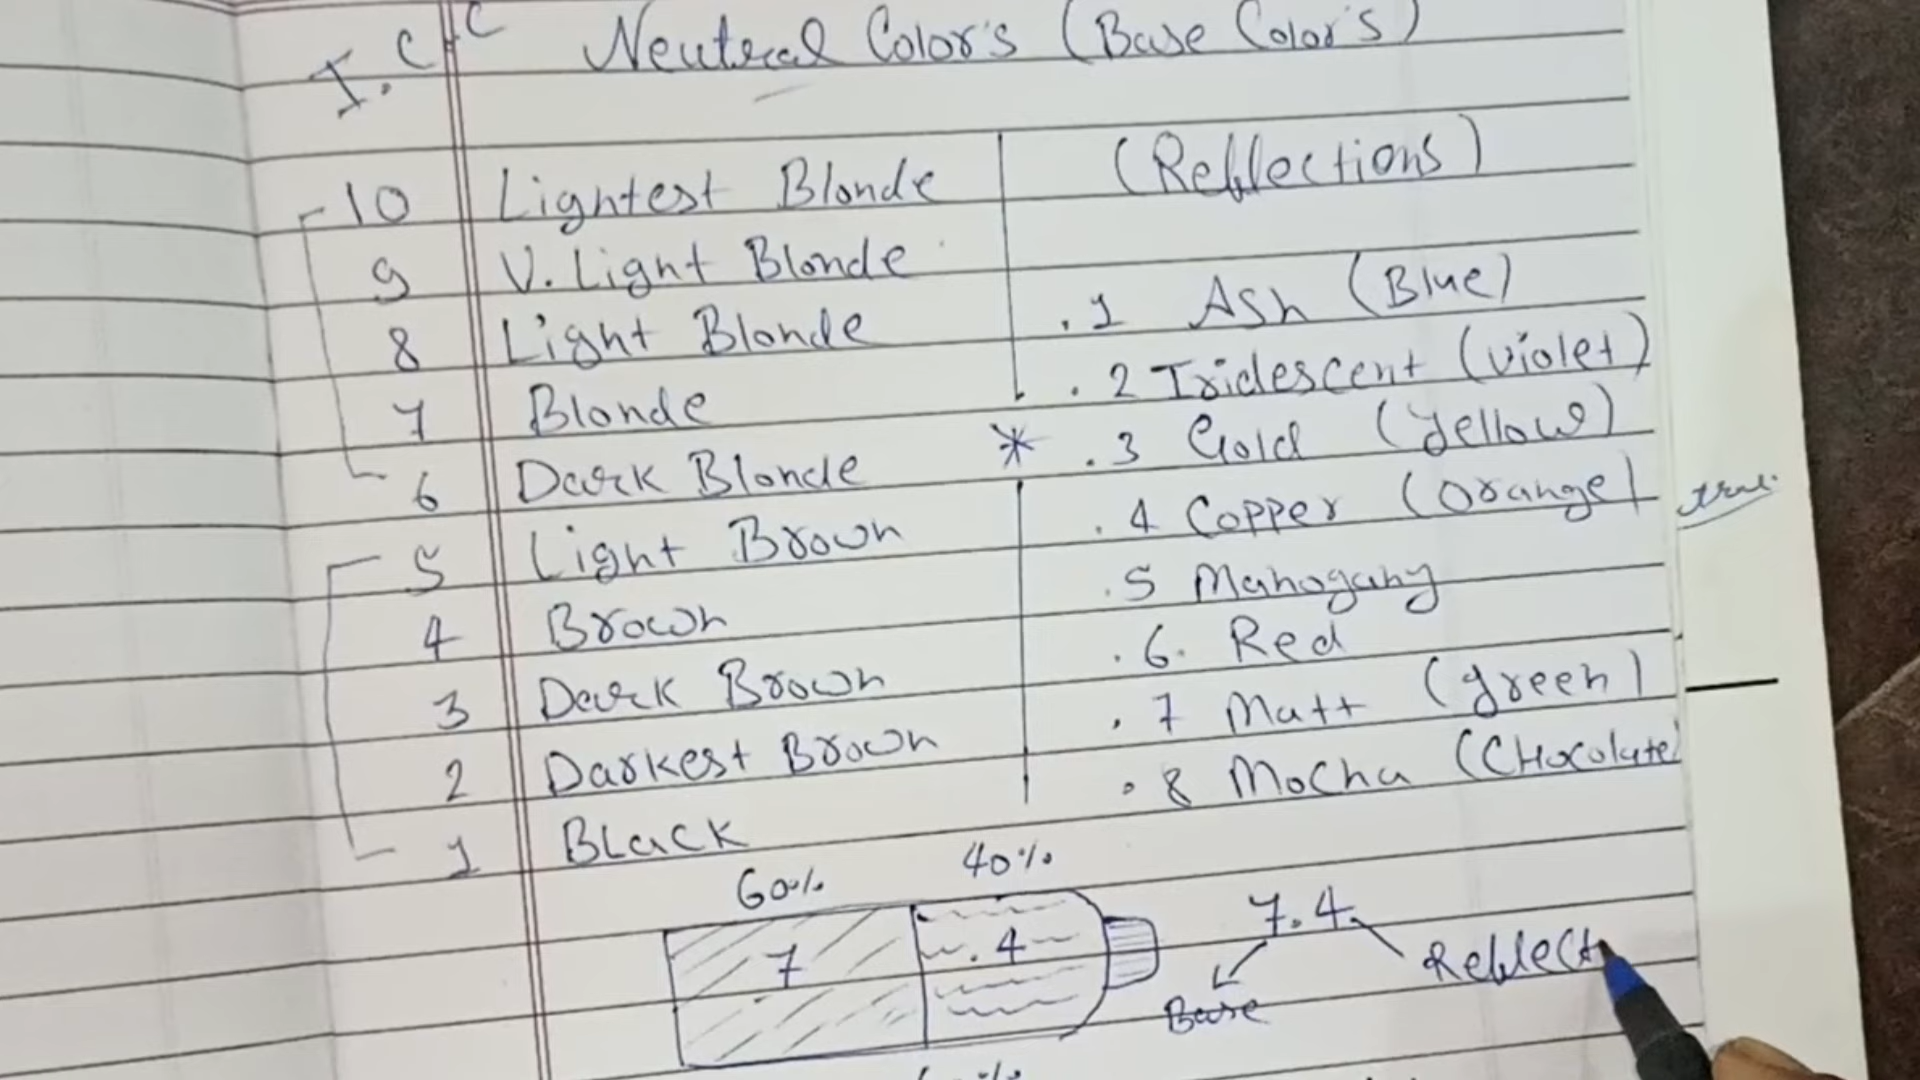 I.C.C Neutral Color's (Base Color's)
(Reflections)
10 Lightest Blonde
9 V. Light Blonde
8 Light Blonde
7 Blonde
6 Dark Blonde
5 Light Brown
4 Brown
3 Dark Brown
2 Darkest Brown
1 Black
.1 Ash (Blue)
.2 Iridescent (violet)
* .3 Gold (yellow)
.4 Copper (orange)
.5 Mahogany
.6. Red
.7 Matt (green)
.8 Mocha (CHocolate
60% 40%
7 .4 7.4
Base Reflect